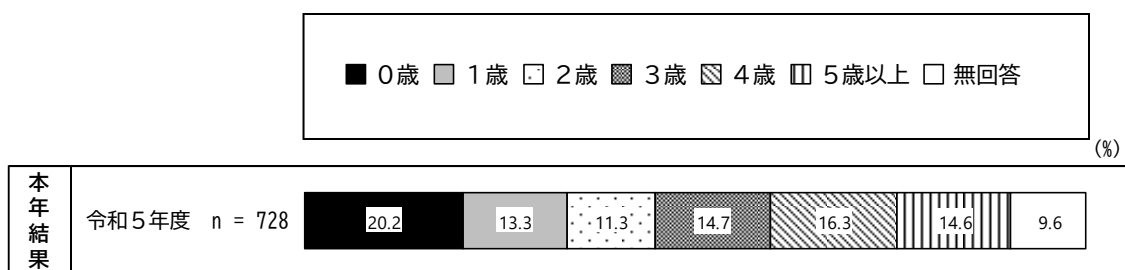 ０歳 １歳 ２歳 ３歳 ４歳 ５歳以上 無回答
(%)
本年結果
令和５年度 n = 728
20.2 13.3 11.3 14.7 16.3 14.6 9.6